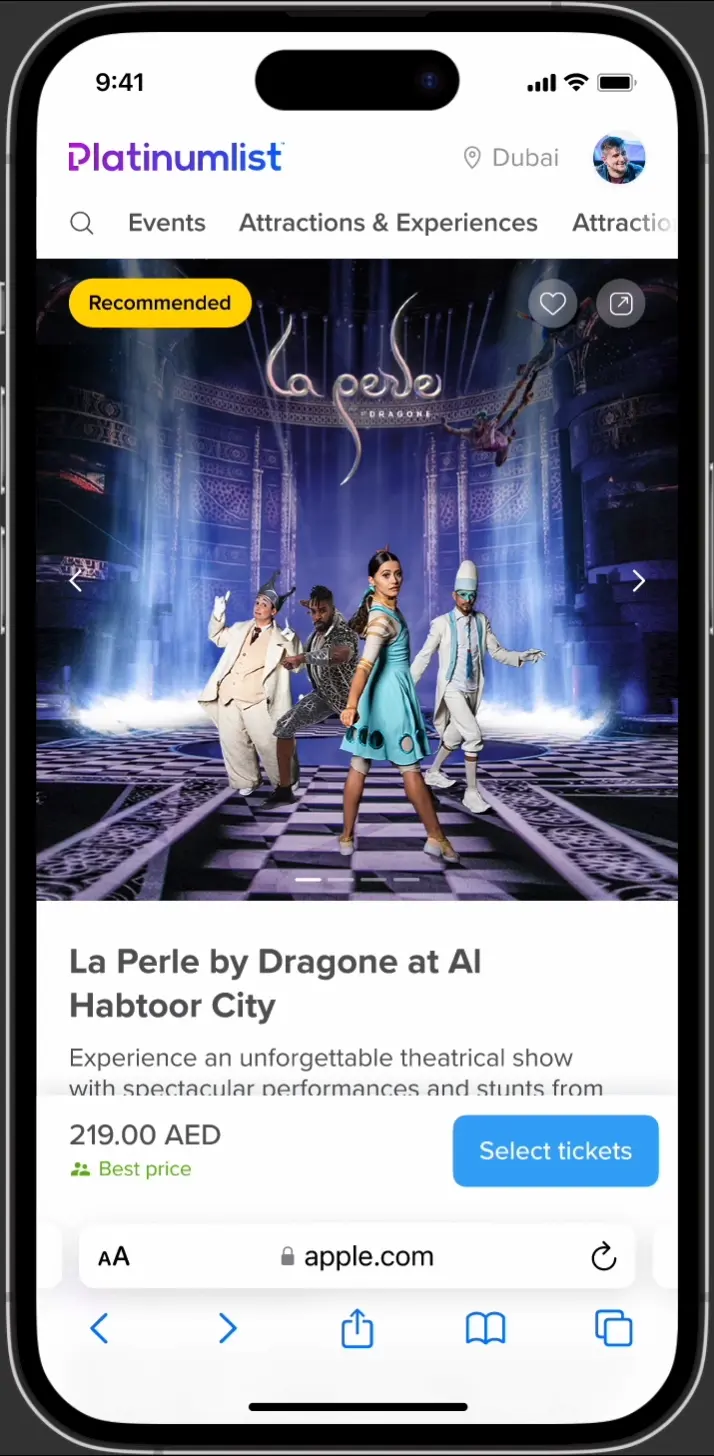 9:41
Platinumlist
Dubai
Events Attractions & Experiences Attractio
Recommended
La perle
BY DRAGONE
La Perle by Dragone at Al
Habtoor City
Experience an unforgettable theatrical show
with spectacular performances and stunts from
219.00 AED
Best price
Select tickets
AA apple.com